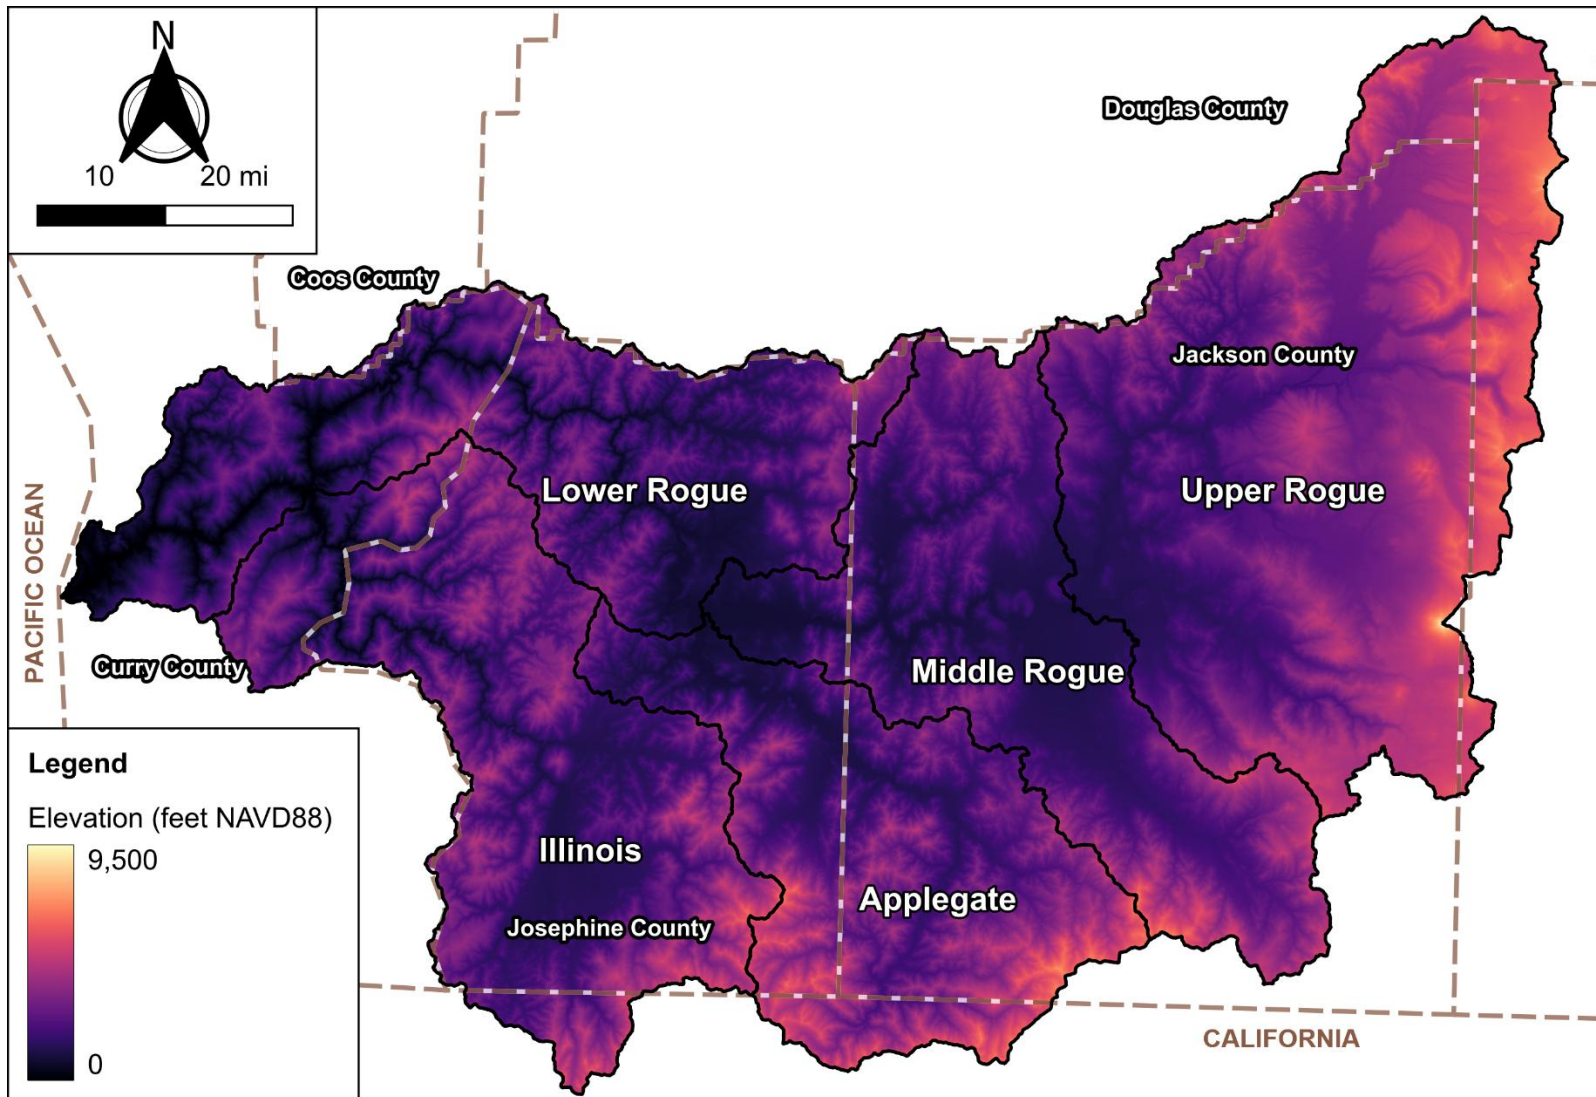 N
10 20 mi
Douglas County
Coos County
Jackson County
Lower Rogue
Upper Rogue
PACIFIC OCEAN
Curry County
Middle Rogue
Legend
Elevation (feet NAVD88)
9,500
0
Illinois
Applegate
Josephine County
CALIFORNIA